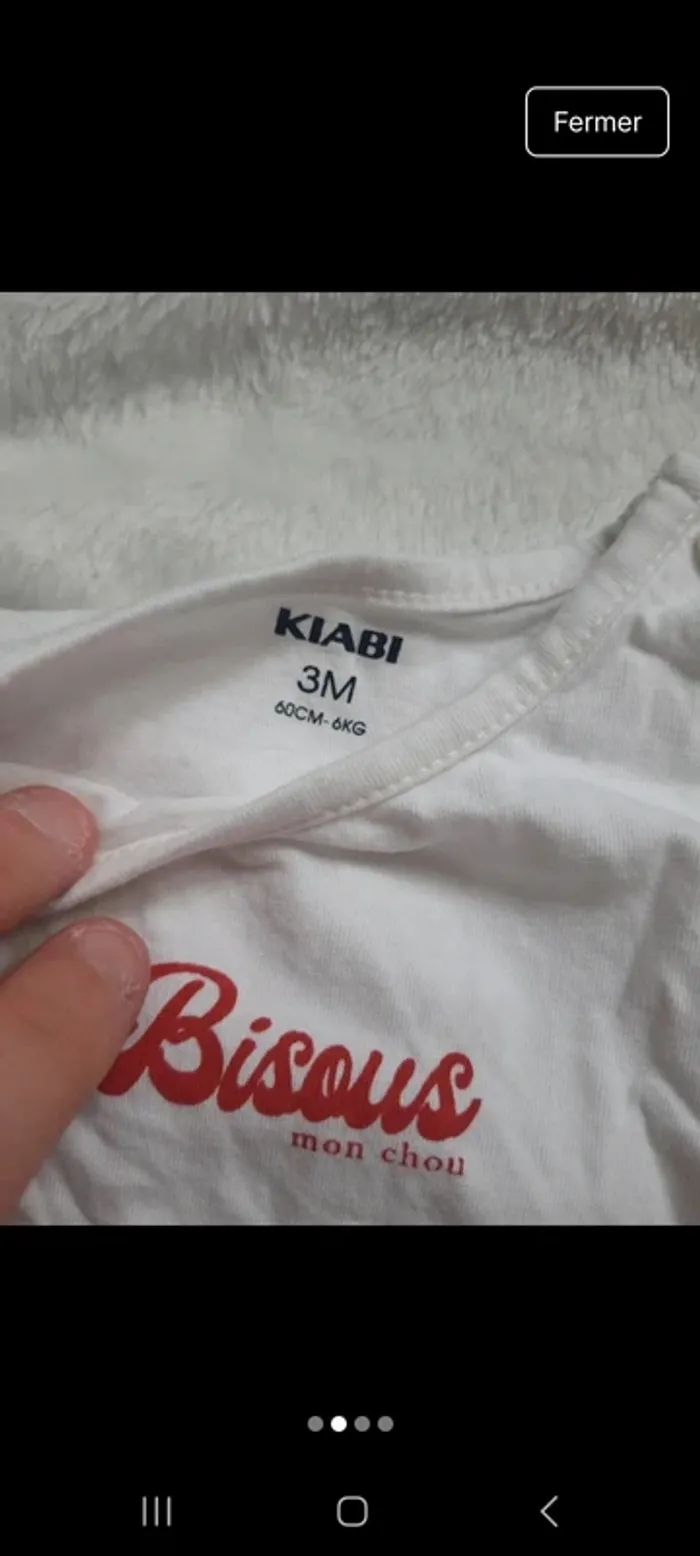 Fermer
KIABI
3M
60CM-6KG
Bisous
mon chou